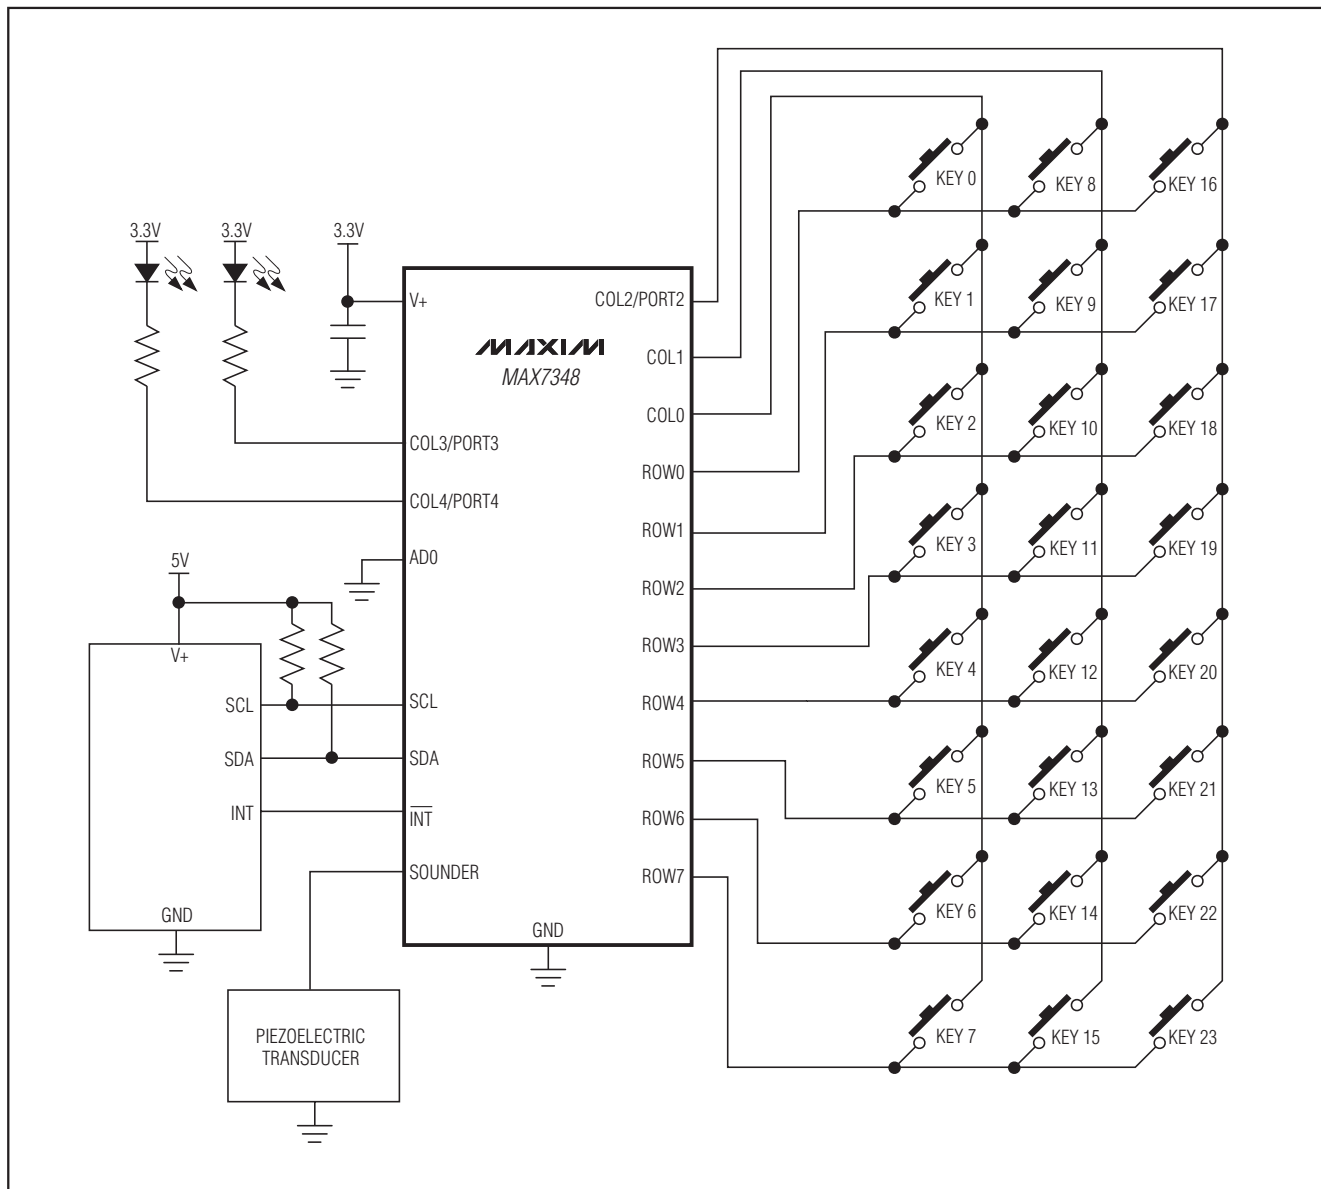 KEY 0
KEY 8
KEY 16
3.3V
3.3V
3.3V
V+
COL2/PORT2
KEY 1
KEY 9
KEY 17
MAXIM
MAX7348
COL1
COL0
KEY 2
KEY 10
KEY 18
COL3/PORT3
ROW0
COL4/PORT4
ROW1
KEY 3
KEY 11
KEY 19
5V
AD0
ROW2
V+
ROW3
KEY 4
KEY 12
KEY 20
SCL
SCL
ROW4
SDA
SDA
ROW5
KEY 5
KEY 13
KEY 21
INT
INT
ROW6
SOUNDER
ROW7
GND
GND
KEY 6
KEY 14
KEY 22
PIEZOELECTRIC
TRANSDUCER
KEY 7
KEY 15
KEY 23